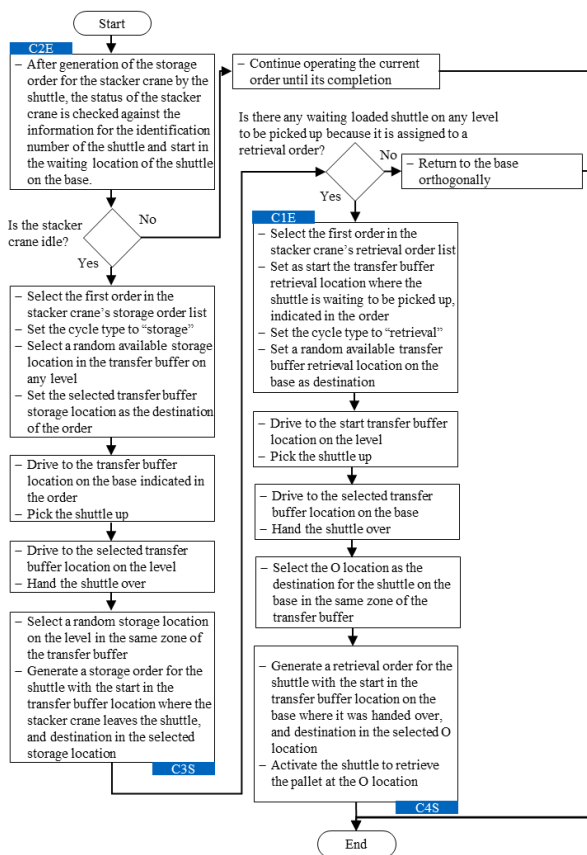 Start
C2E
– After generation of the storage
order for the stacker crane by the
shuttle, the status of the stacker
crane is checked against the
information for the identification
number of the shuttle and start in
the waiting location of the shuttle
on the base.
Is the stacker
crane idle?
No
Yes
– Select the first order in the
stacker crane's storage order list
– Set the cycle type to "storage"
– Select a random available storage
location in the transfer buffer on
any level
– Set the selected transfer buffer
storage location as the destination
of the order
– Drive to the transfer buffer
location on the base indicated in
the order
– Pick the shuttle up
– Drive to the selected transfer
buffer location on the level
– Hand the shuttle over
– Select a random storage location
on the level in the same zone of
the transfer buffer
– Generate a storage order for the
shuttle with the start in the
transfer buffer location where the
stacker crane leaves the shuttle,
and destination in the selected
storage location
C3S
– Continue operating the current
order until its completion
Is there any waiting loaded shuttle on any level
to be picked up because it is assigned to a
retrieval order?
No
– Return to the base
orthogonally
Yes
C1E
– Select the first order in the
stacker crane's retrieval order list
– Set as start the transfer buffer
retrieval location where the
shuttle is waiting to be picked up,
indicated in the order
– Set the cycle type to "retrieval"
– Set a random available transfer
buffer retrieval location on the
base as destination
– Drive to the start transfer buffer
location on the level
– Pick the shuttle up
– Drive to the selected transfer
buffer location on the base
– Hand the shuttle over
– Select the O location as the
destination for the shuttle on the
base in the same zone of the
transfer buffer
– Generate a retrieval order for the
shuttle with the start in the
transfer buffer location on the
base where it was handed over,
and destination in the selected O
location
– Activate the shuttle to retrieve
the pallet at the O location
C4S
End